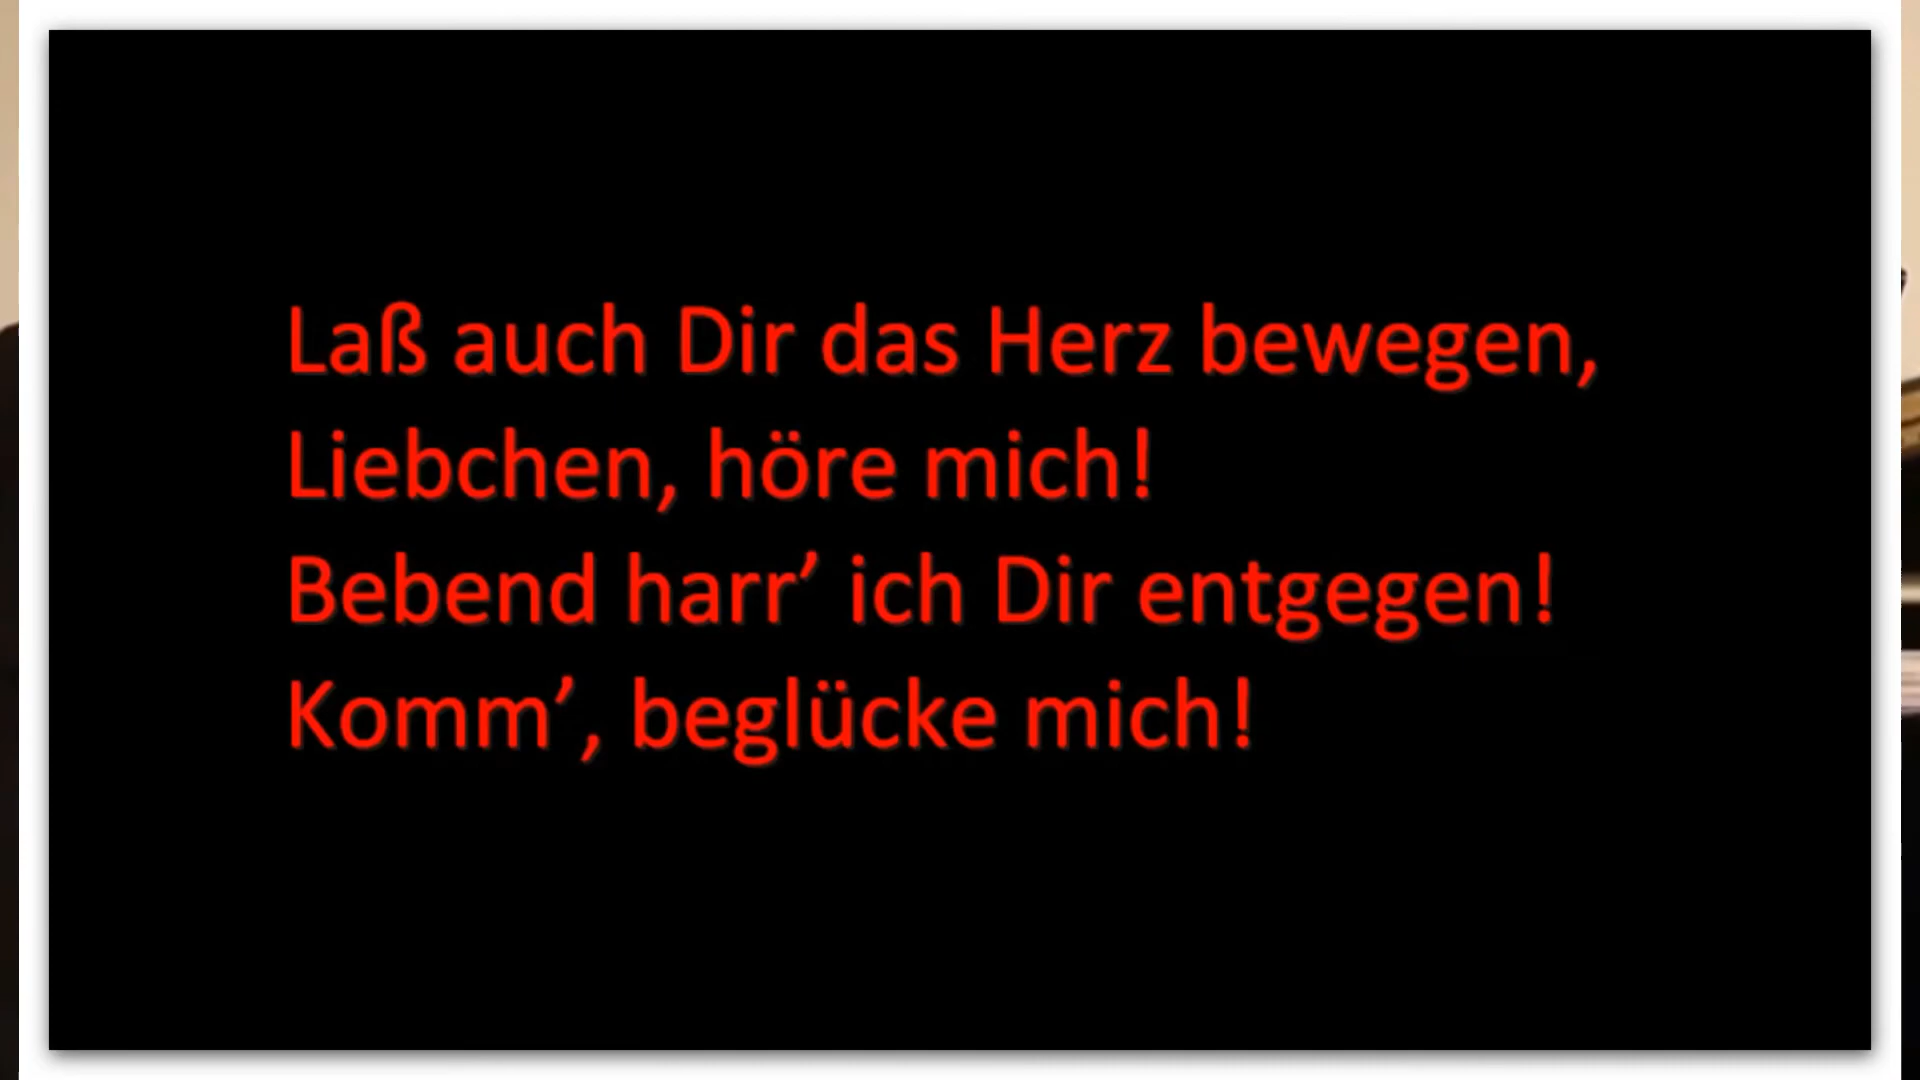 Laß auch Dir das Herz bewegen,
Liebchen, höre mich!
Bebend harr’ ich Dir entgegen!
Komm’, beglücke mich!